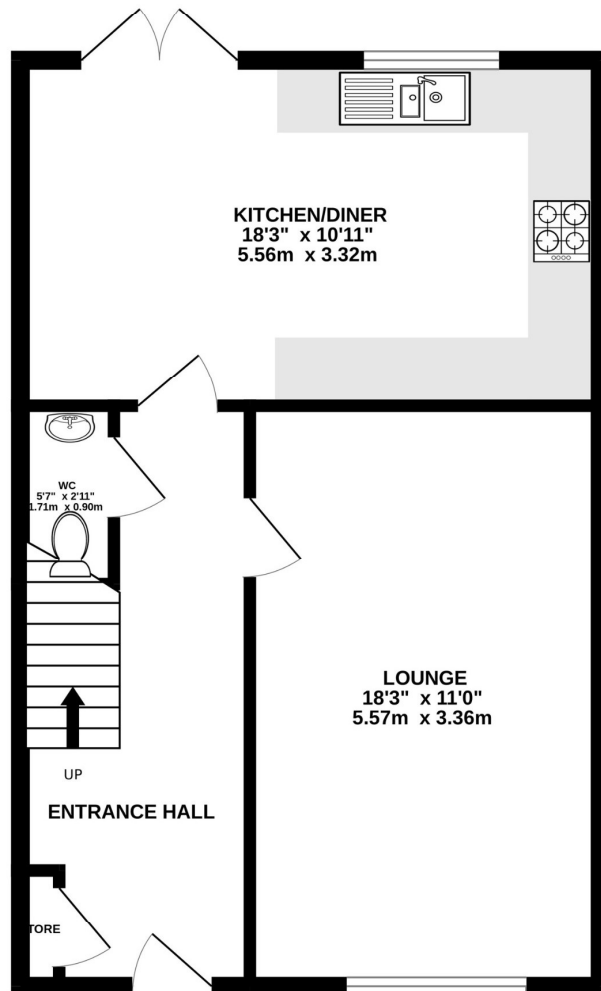 KITCHEN/DINER
18'3" x 10'11"
5.56m x 3.32m
WC
5'7" x 2'11"
1.71m x 0.90m
LOUNGE
18'3" x 11'0"
5.57m x 3.36m
UP
ENTRANCE HALL
TORE